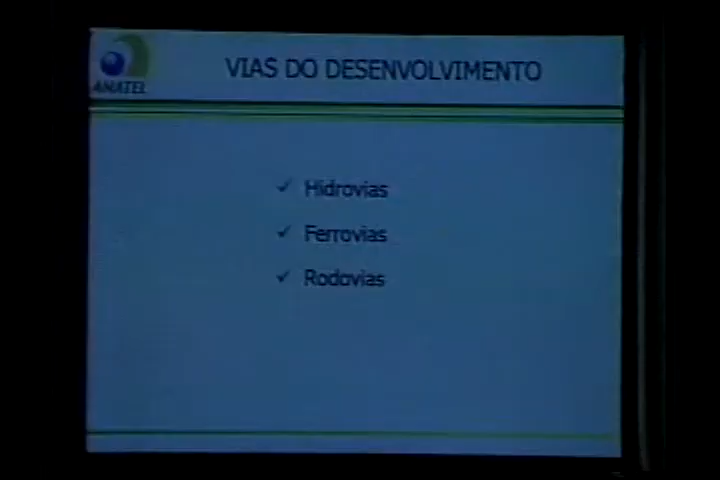 ANATEL
VIAS DO DESENVOLVIMENTO
✓ Hidrovias
✓ Ferrovias
✓ Rodovias